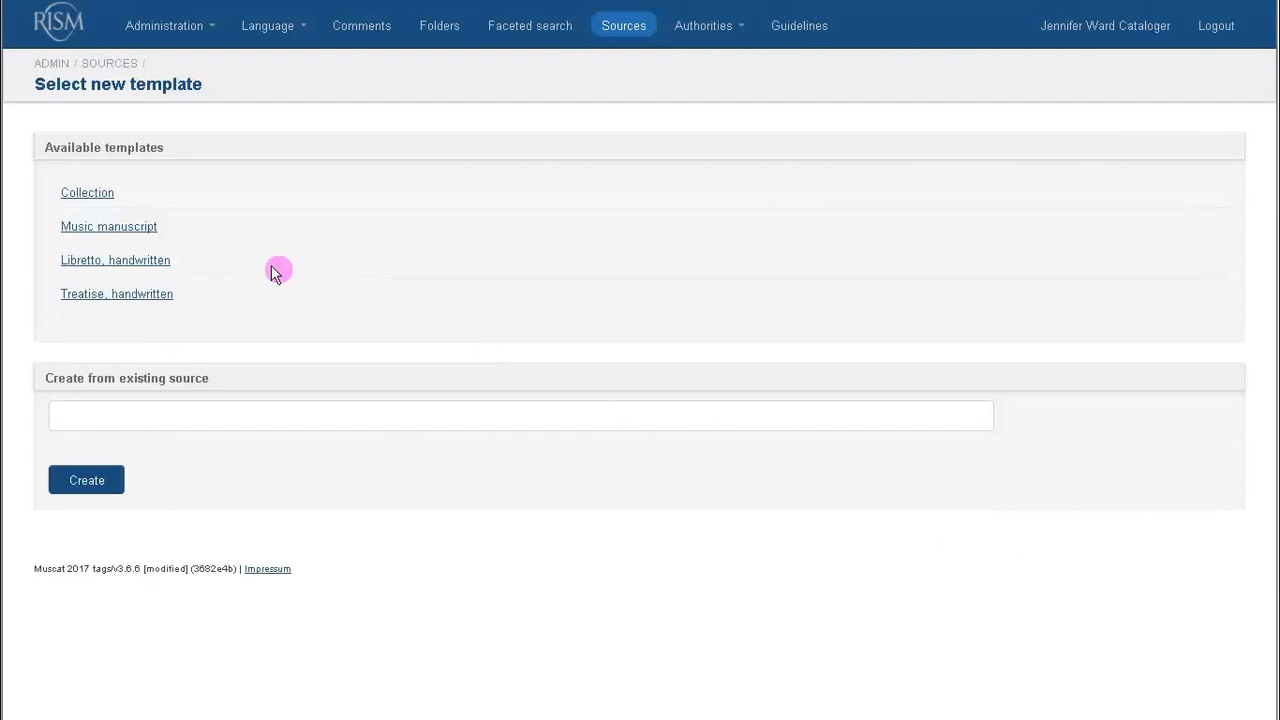 RISM Administration Language Comments Folders Faceted search Sources Authorities Guidelines Jennifer Ward Cataloger Logout
ADMIN / SOURCES /
Select new template
Available templates
Collection
Music manuscript
Libretto, handwritten
Treatise, handwritten
Create from existing source
Create
Muscat 2017 tags/v3.6.6 [modified] (3682e4b) | Impressum